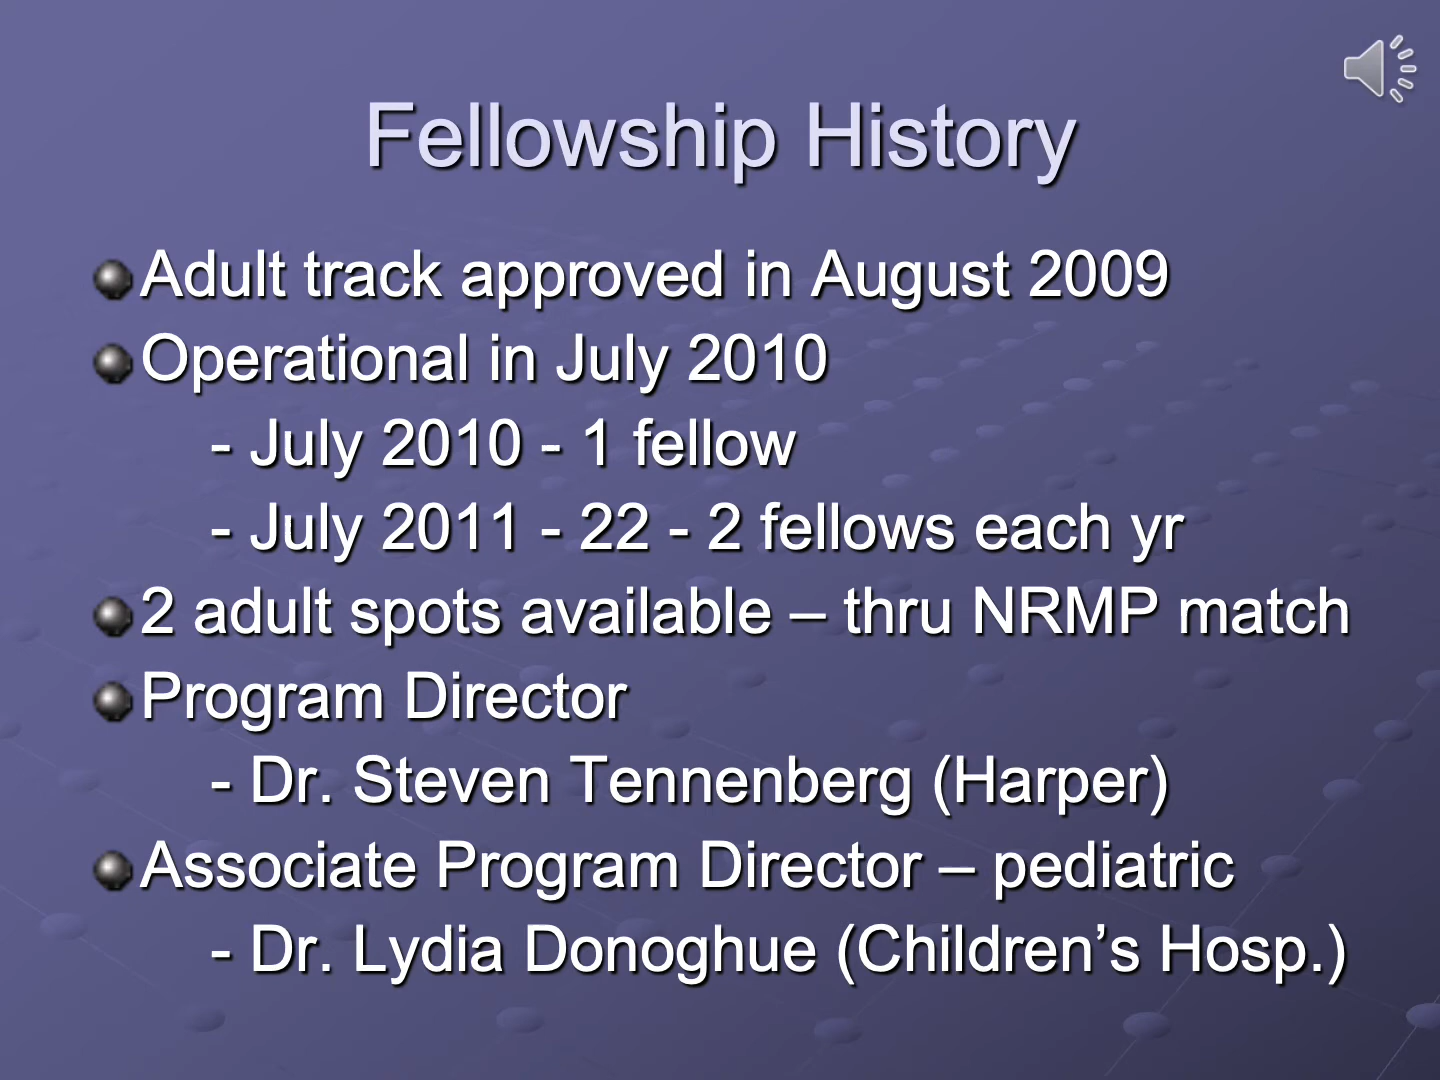 Fellowship History
Adult track approved in August 2009
Operational in July 2010
- July 2010 - 1 fellow
- July 2011 - 22 - 2 fellows each yr
2 adult spots available – thru NRMP match
Program Director
- Dr. Steven Tennenberg (Harper)
Associate Program Director – pediatric
- Dr. Lydia Donoghue (Children’s Hosp.)